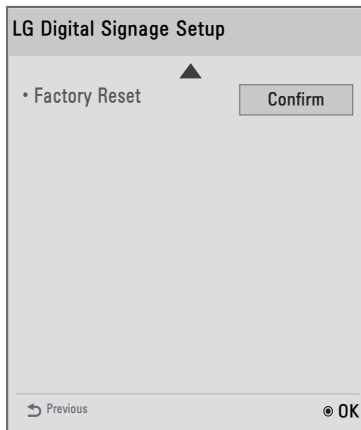 LG Digital Signage Setup
• Factory Reset Confirm
Previous OK